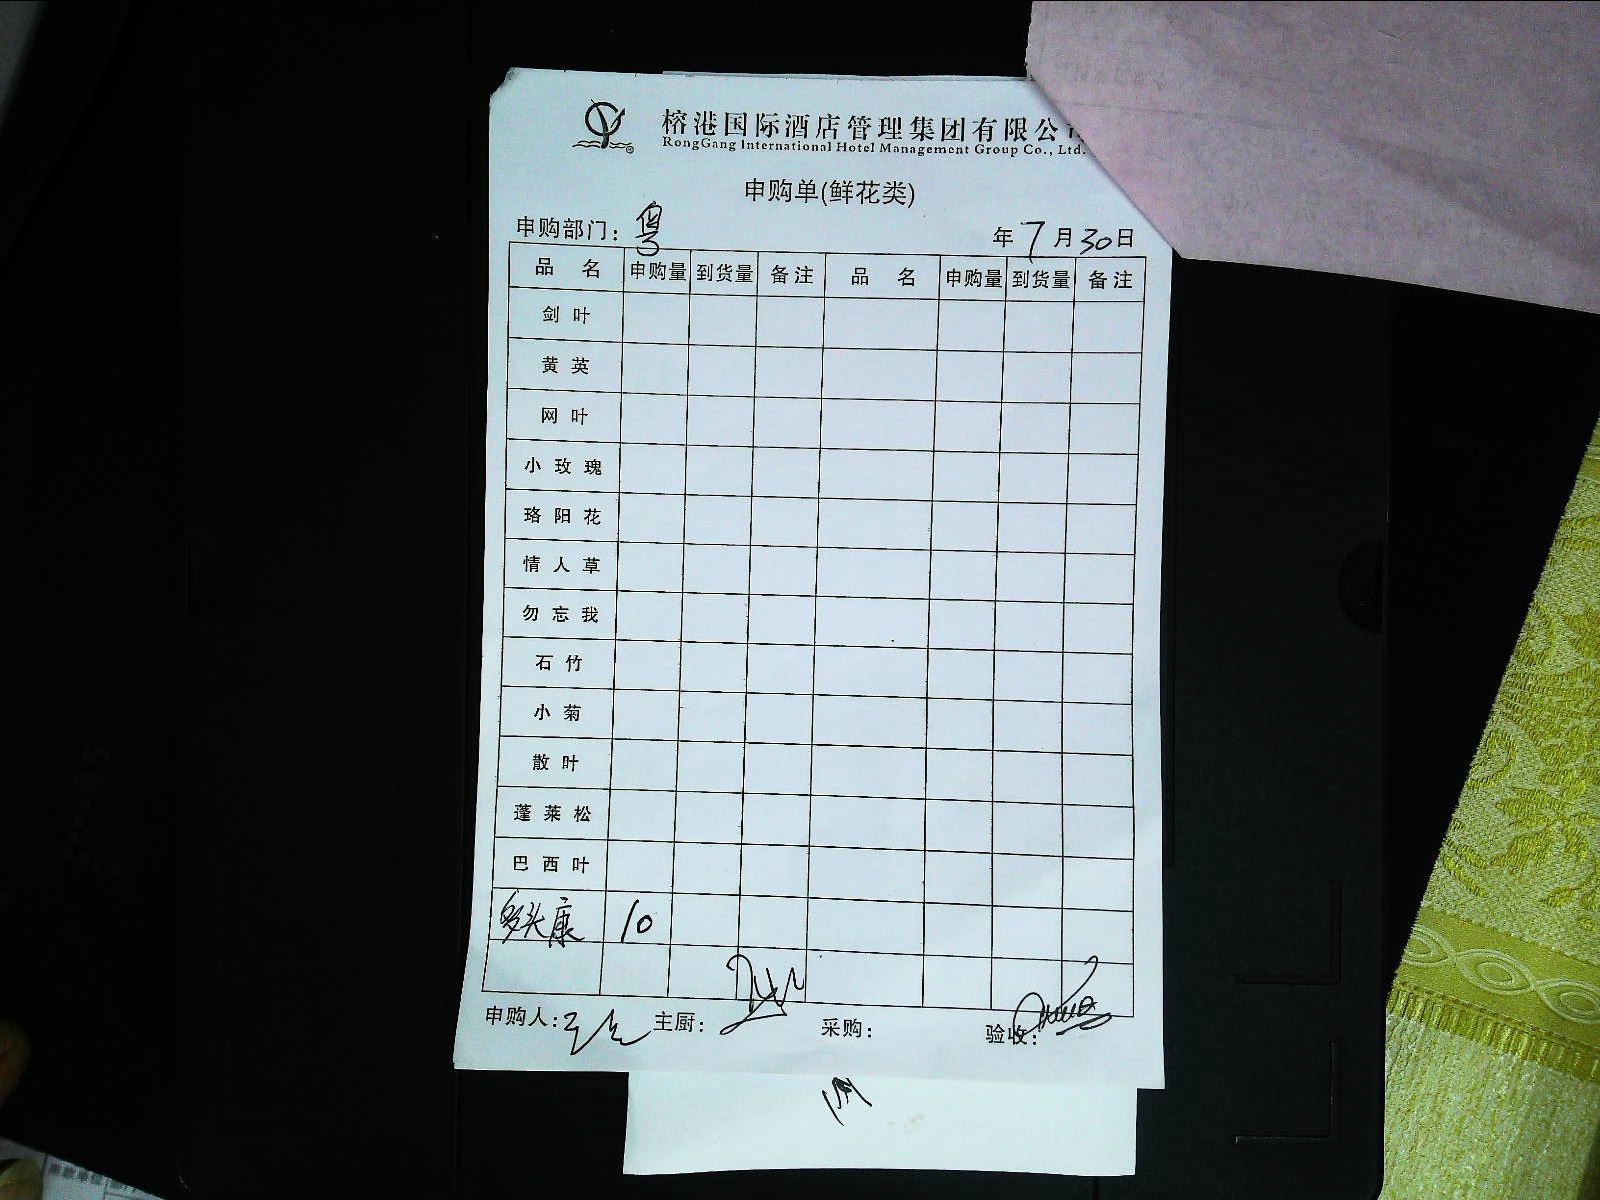 榕港国际酒店管理集团有限公司
RongGang International Hotel Management Group Co., Ltd.
申购单(鲜花类)
申购部门：粤 年7月30日
品名 申购量 到货量 备注 品名 申购量 到货量 备注
剑叶
黄英
网叶
小玫瑰
珞阳花
情人草
勿忘我
石竹
小菊
散叶
蓬莱松
巴西叶
多头康 10
申购人： 主厨： 采购： 验收：